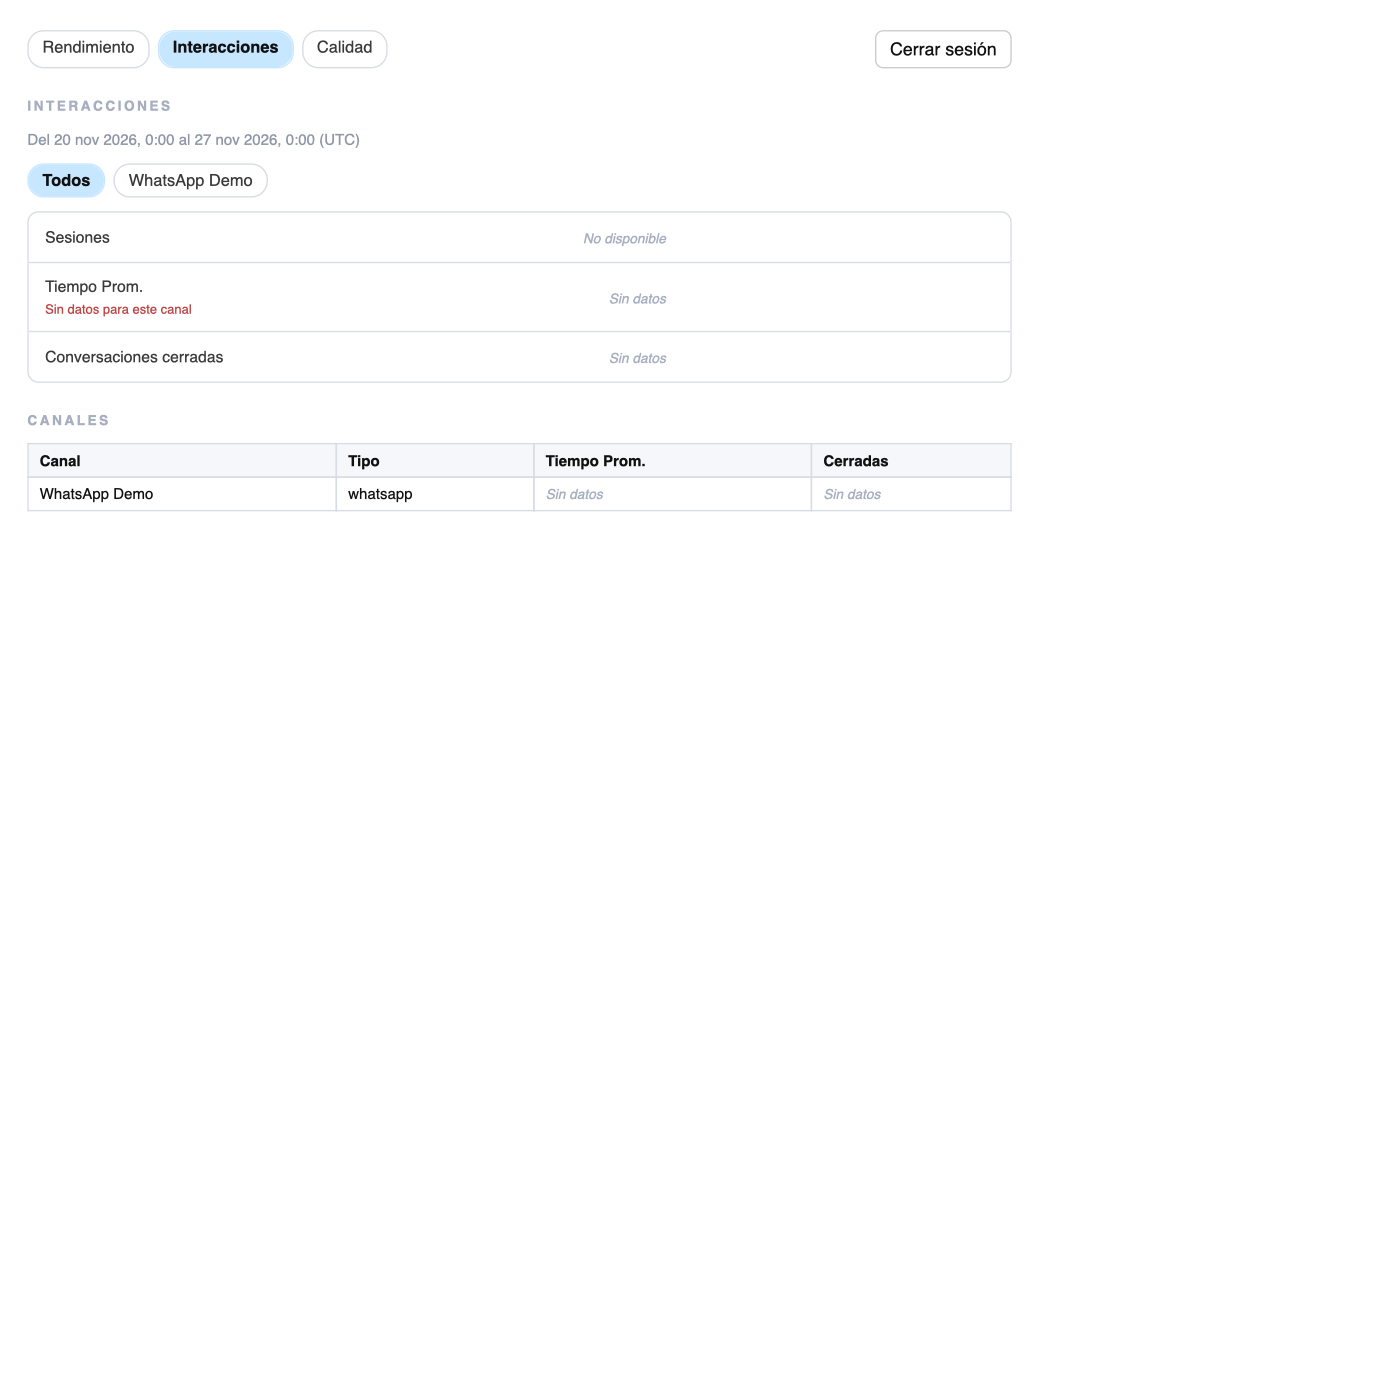 Rendimiento Interacciones Calidad Cerrar sesión
INTERACCIONES
Del 20 nov 2026, 0:00 al 27 nov 2026, 0:00 (UTC)
Todos WhatsApp Demo
Sesiones No disponible
Tiempo Prom.
Sin datos para este canal
Sin datos
Conversaciones cerradas Sin datos
CANALES
Canal Tipo Tiempo Prom. Cerradas
WhatsApp Demo whatsapp Sin datos Sin datos